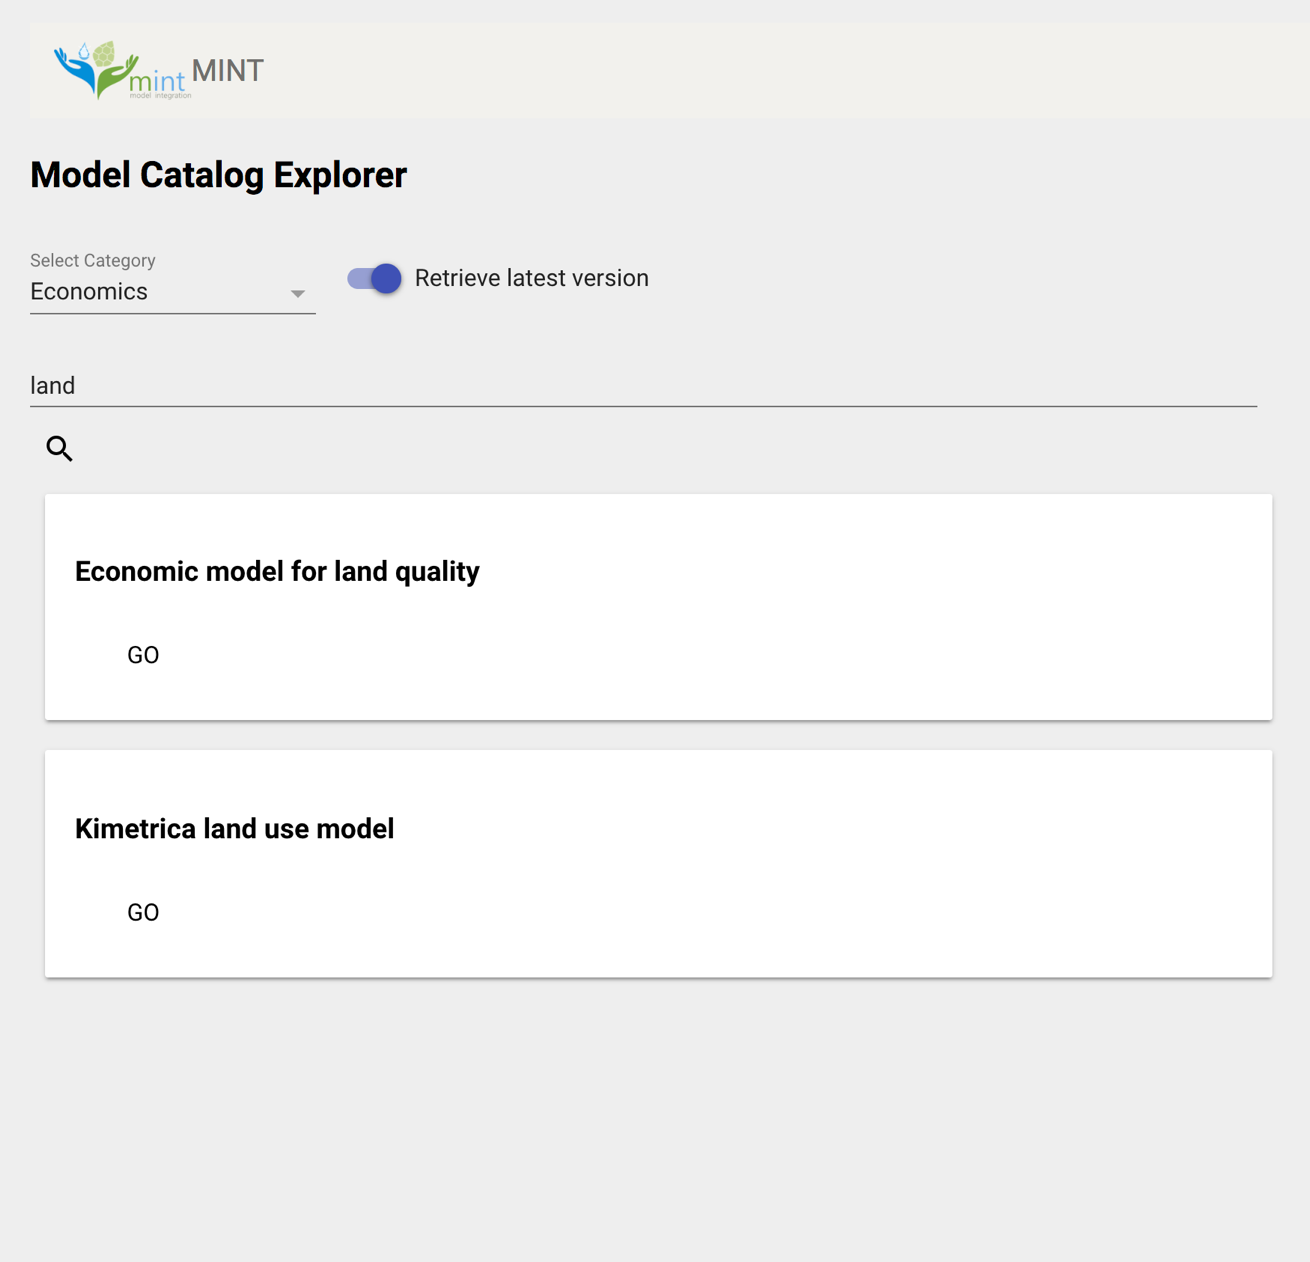 mint MINT
model integration
Model Catalog Explorer
Select Category
Economics
Retrieve latest version
land
Economic model for land quality
GO
Kimetrica land use model
GO